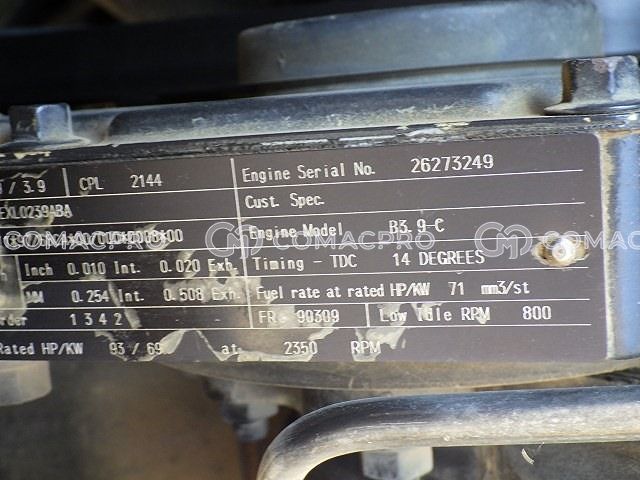 / 3.9 CPL 2144
Engine Serial No. 26273249
Cust. Spec.
EXL0239ABA
Engine Model B3.9-C
COMACPRO COMACPRO COMACPRO
Inch 0.010 Int. 0.020 Exh.
Timing - TDC 14 DEGREES
MM 0.254 Int. 0.508 Exh.
Fuel rate at rated HP/KW 71 mm3/st
rder 1 3 4 2
FR 90309 Low Idle RPM 800
Rated HP/KW 93 / 69 at 2350 RPM